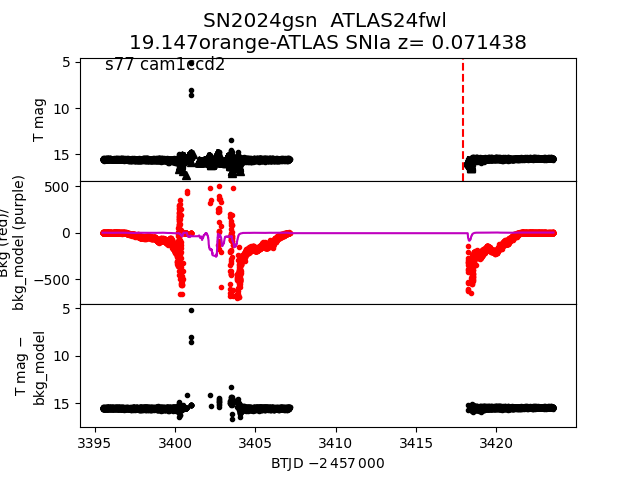 SN2024gsn  ATLAS24fwl
19.147orange-ATLAS SNIa z= 0.071438
s77 cam1ccd2
5
10
15
T mag
500
0
−500
Bkg (red)/
bkg_model (purple)
5
10
15
T mag −
bkg_model
3395
3400
3405
3410
3415
3420
BTJD −2 457 000